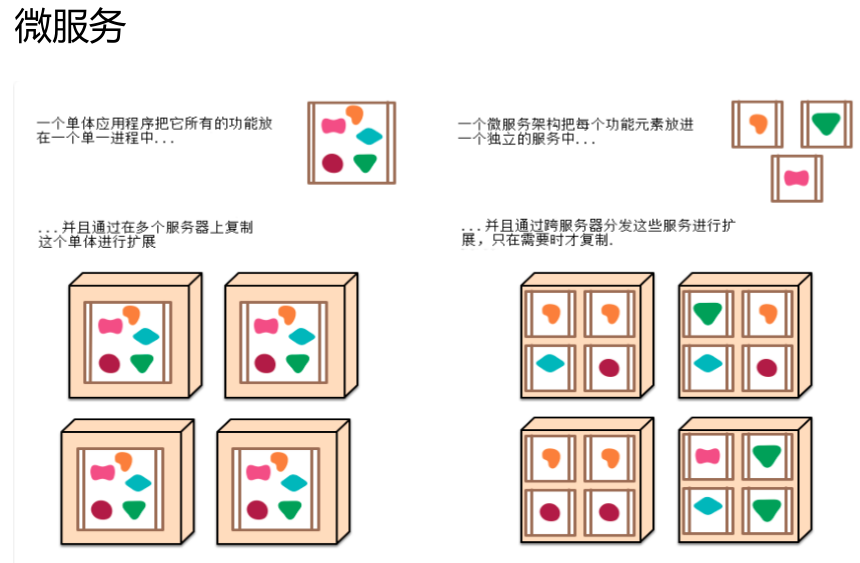 微服务
一个单体应用程序把它所有的功能放
在一个单一进程中...
一个微服务架构把每个功能元素放进
一个独立的服务中...
...并且通过在多个服务器上复制
这个单体进行扩展
...并且通过跨服务器分发这些服务进行扩
展，只在需要时才复制.